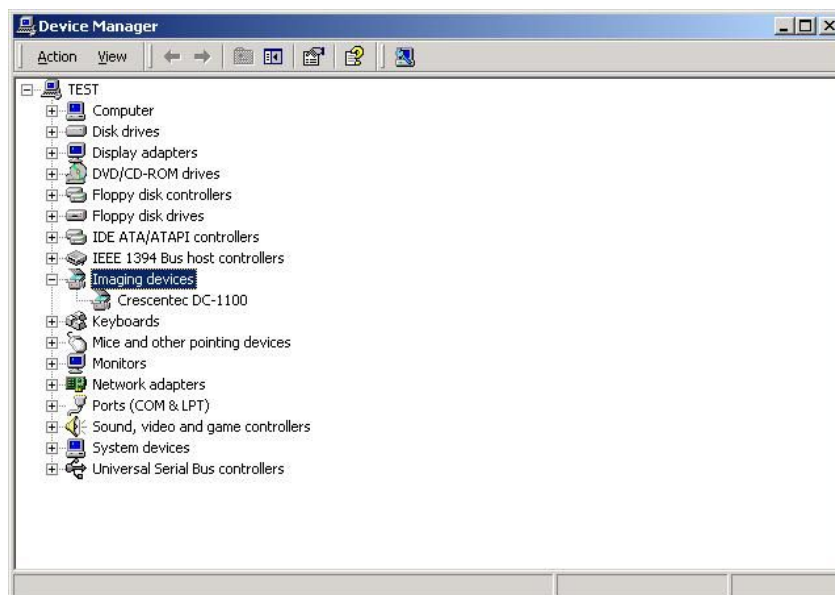 Device Manager
Action View
TEST
Computer
Disk drives
Display adapters
DVD/CD-ROM drives
Floppy disk controllers
Floppy disk drives
IDE ATA/ATAPI controllers
IEEE 1394 Bus host controllers
Imaging devices
Crescentec DC-1100
Keyboards
Mice and other pointing devices
Monitors
Network adapters
Ports (COM & LPT)
Sound, video and game controllers
System devices
Universal Serial Bus controllers